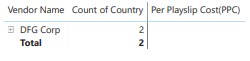 Vendor Name Count of Country Per Playslip Cost(PPC)
DFG Corp 2
Total 2